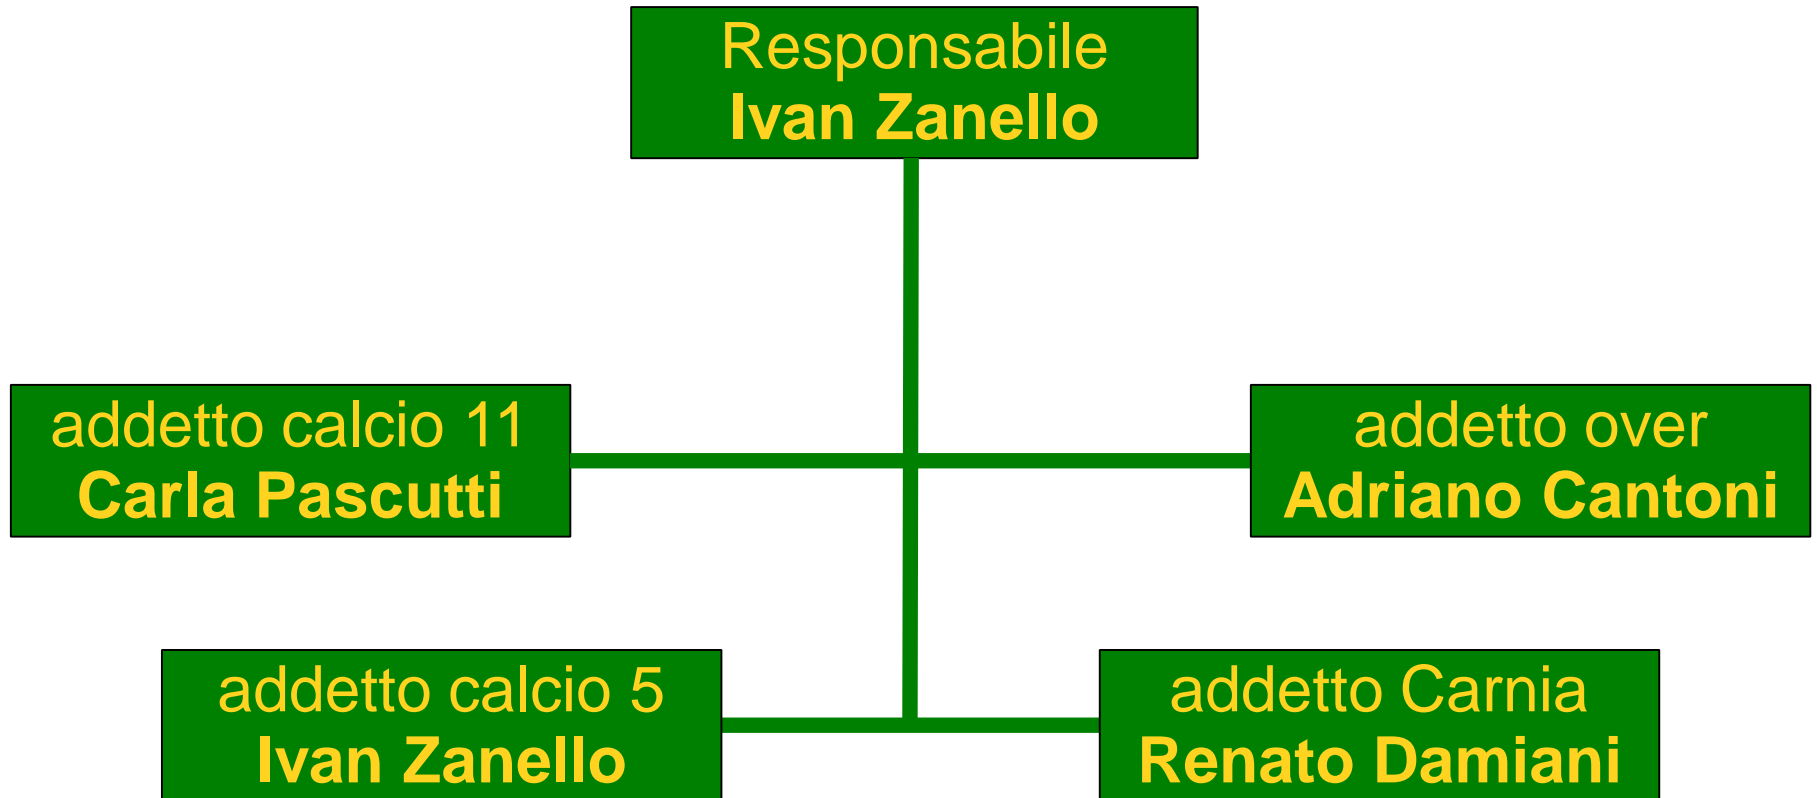 Responsabile
Ivan Zanello
addetto calcio 11
Carla Pascutti
addetto over
Adriano Cantoni
addetto calcio 5
Ivan Zanello
addetto Carnia
Renato Damiani